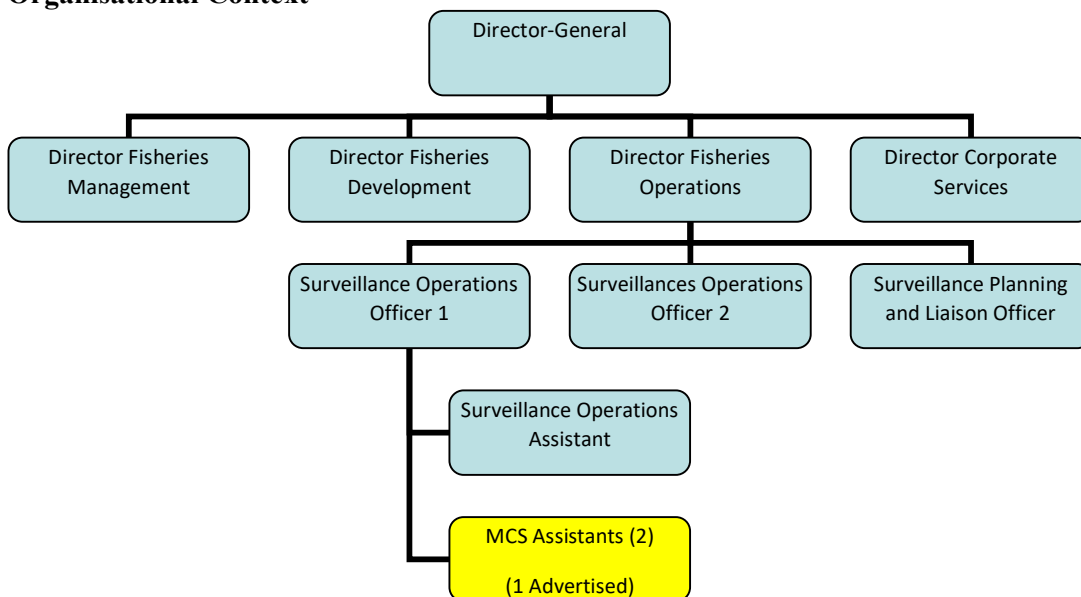 Organisational Context
Director-General
Director Fisheries
Management
Director Fisheries
Development
Director Fisheries
Operations
Director Corporate
Services
Surveillance Operations
Officer 1
Surveillances Operations
Officer 2
Surveillance Planning
and Liaison Officer
Surveillance Operations
Assistant
MCS Assistants (2)
(1 Advertised)